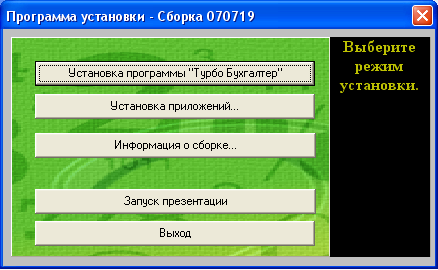 Программа установки - Сборка 070719
Установка программы "Турбо Бухгалтер"
Установка приложений...
Информация о сборке...
Запуск презентации
Выход
Выберите
режим
установки.